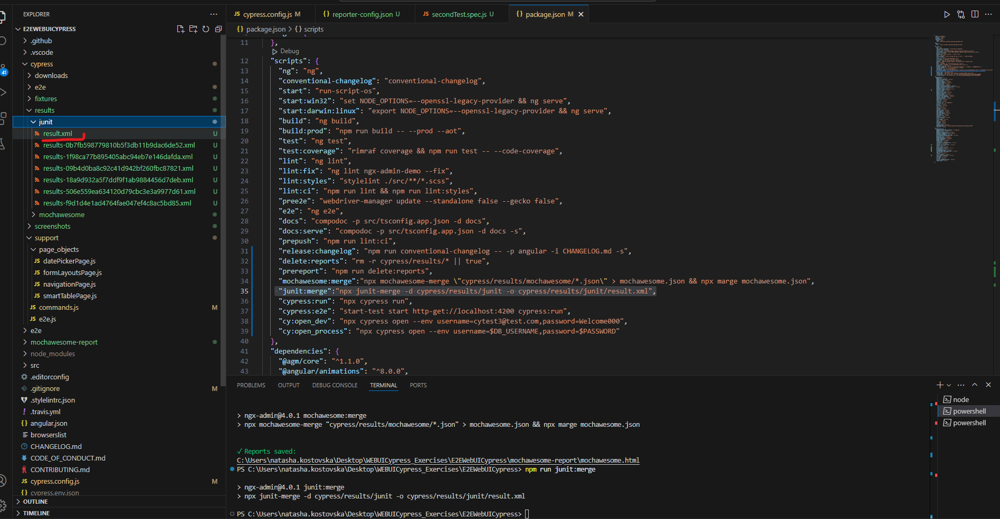 EXPLORER
E2EWEBUICYPRESS
.github
.vscode
cypress
downloads
e2e
fixtures
results
junit
result.xml U
results-0b7fb598779810b5f3db11b9dac6de52.xml U
results-1f98ca77b895405abc94eb7e146dafda.xml U
results-09b4d0ba8c92c41d942bf260fbc87821.xml U
results-18a9d932a5f7ddf9f1ab9884456d7deb.xml U
results-506e559ea634120d79cbc3e3a9977d61.xml U
results-f9d1d4e1ad4764fae047ef4c8ac5bd85.xml U
mochawesome
screenshots
support
page_objects
JS datePickerPage.js
JS formLayoutsPage.js
JS navigationPage.js
JS smartTablePage.js
JS commands.js M
JS e2e.js
e2e
mochawesome-report
node_modules
src
.editorconfig
.gitignore M
.stylelintrc.json
.travis.yml
{} angular.json
browserslist
CHANGELOG.md
CODE_OF_CONDUCT.md
CONTRIBUTING.md
JS cypress.config.js M
{} cypress.env.json
OUTLINE
TIMELINE
41
JS cypress.config.js M
{} reporter-config.json U
JS secondTest.spec.js U
{} package.json M
{} package.json > {} scripts
11 },
Debug
12 "scripts": {
13 "ng": "ng",
14 "conventional-changelog": "conventional-changelog",
15 "start": "run-script-os",
16 "start:win32": "set NODE_OPTIONS=--openssl-legacy-provider && ng serve",
17 "start:darwin:linux": "export NODE_OPTIONS=--openssl-legacy-provider && ng serve",
18 "build": "ng build",
19 "build:prod": "npm run build -- --prod --aot",
20 "test": "ng test",
21 "test:coverage": "rimraf coverage && npm run test -- --code-coverage",
22 "lint": "ng lint",
23 "lint:fix": "ng lint ngx-admin-demo --fix",
24 "lint:styles": "stylelint ./src/**/*.scss",
25 "lint:ci": "npm run lint && npm run lint:styles",
26 "pree2e": "webdriver-manager update --standalone false --gecko false",
27 "e2e": "ng e2e",
28 "docs": "compodoc -p src/tsconfig.app.json -d docs",
29 "docs:serve": "compodoc -p src/tsconfig.app.json -d docs -s",
30 "prepush": "npm run lint:ci",
31 "release:changelog": "npm run conventional-changelog -- -p angular -i CHANGELOG.md -s",
32 "delete:reports": "rm -r cypress/results/* || true",
33 "prereport": "npm run delete:reports",
34 "mochawesome:merge":"npx mochawesome-merge \"cypress/results/mochawesome/*.json\" > mochawesome.json && npx marge mochawesome.json",
35 "junit:merge":"npx junit-merge -d cypress/results/junit -o cypress/results/junit/result.xml",
36 "cypress:run": "npx cypress run",
37 "cypress:e2e": "start-test start http-get://localhost:4200 cypress:run",
38 "cy:open_dev": "npx cypress open --env username=cytest3@test.com,password=Welcome000",
39 "cy:open_process": "npx cypress open --env username=$DB_USERNAME,password=$PASSWORD"
40 },
41 "dependencies": {
42 "@agm/core": "^1.1.0",
43 "@angular/animations": "^8.0.0",
PROBLEMS OUTPUT DEBUG CONSOLE TERMINAL PORTS
> ngx-admin@4.0.1 mochawesome:merge
> npx mochawesome-merge "cypress/results/mochawesome/*.json" > mochawesome.json && npx marge mochawesome.json
✓ Reports saved:
C:\Users\natasha.kostovska\Desktop\WEBUICypress_Exercises\E2EWebUICypress\mochawesome-report\mochawesome.html
PS C:\Users\natasha.kostovska\Desktop\WEBUICypress_Exercises\E2EWebUICypress> npm run junit:merge
> ngx-admin@4.0.1 junit:merge
> npx junit-merge -d cypress/results/junit -o cypress/results/junit/result.xml
PS C:\Users\natasha.kostovska\Desktop\WEBUICypress_Exercises\E2EWebUICypress>
node
powershell
powershell